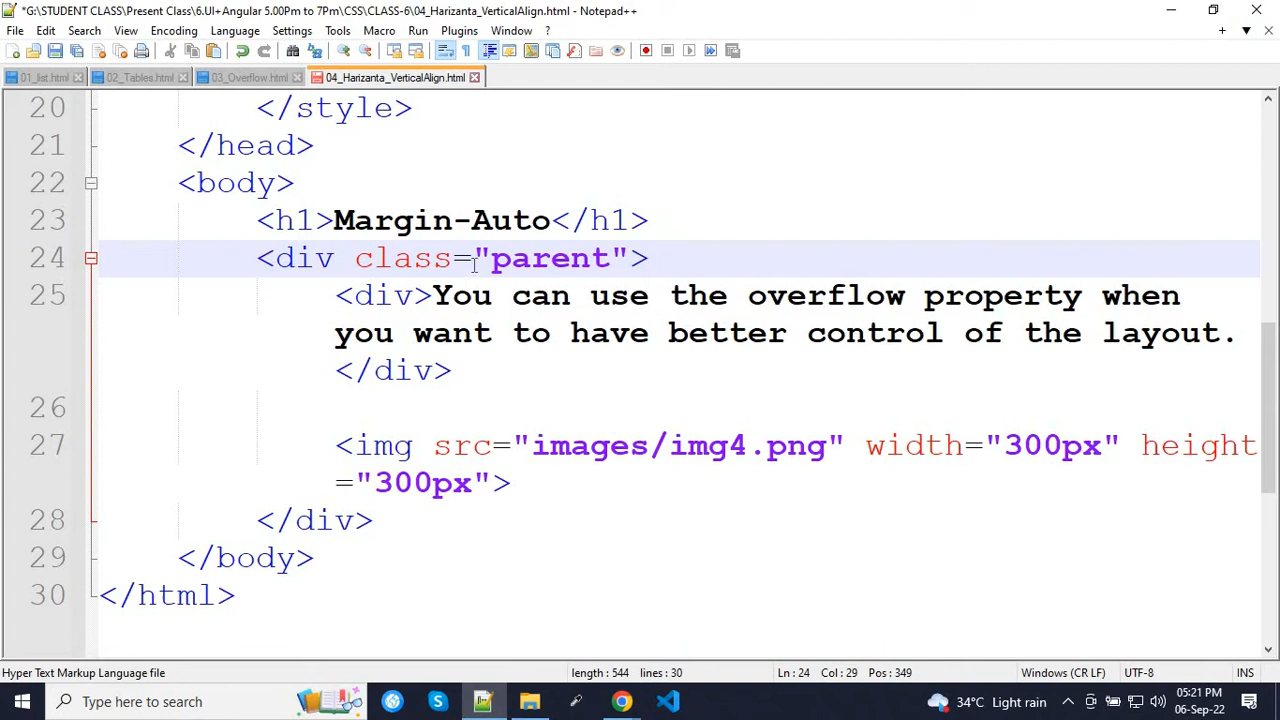 *G:\STUDENT CLASS\Present Class\6.UI+Angular 5.00Pm to 7Pm\CSS\CLASS-6\04_Harizanta_VerticalAlign.html - Notepad++
File Edit Search View Encoding Language Settings Tools Macro Run Plugins Window ?
01_list.html 02_Tables.html 03_Overflow.html 04_Harizanta_VerticalAlign.html
20 </style>
21 </head>
22 <body>
23 <h1>Margin-Auto</h1>
24 <div class="parent">
25 <div>You can use the overflow property when
you want to have better control of the layout.
</div>
26
27 <img src="images/img4.png" width="300px" height
="300px">
28 </div>
29 </body>
30 </html>
Hyper Text Markup Language file length : 544 lines : 30 Ln : 24 Col : 29 Pos : 349 Windows (CR LF) UTF-8 INS
Type here to search 34°C Light rain 05:21 PM
06-Sep-22